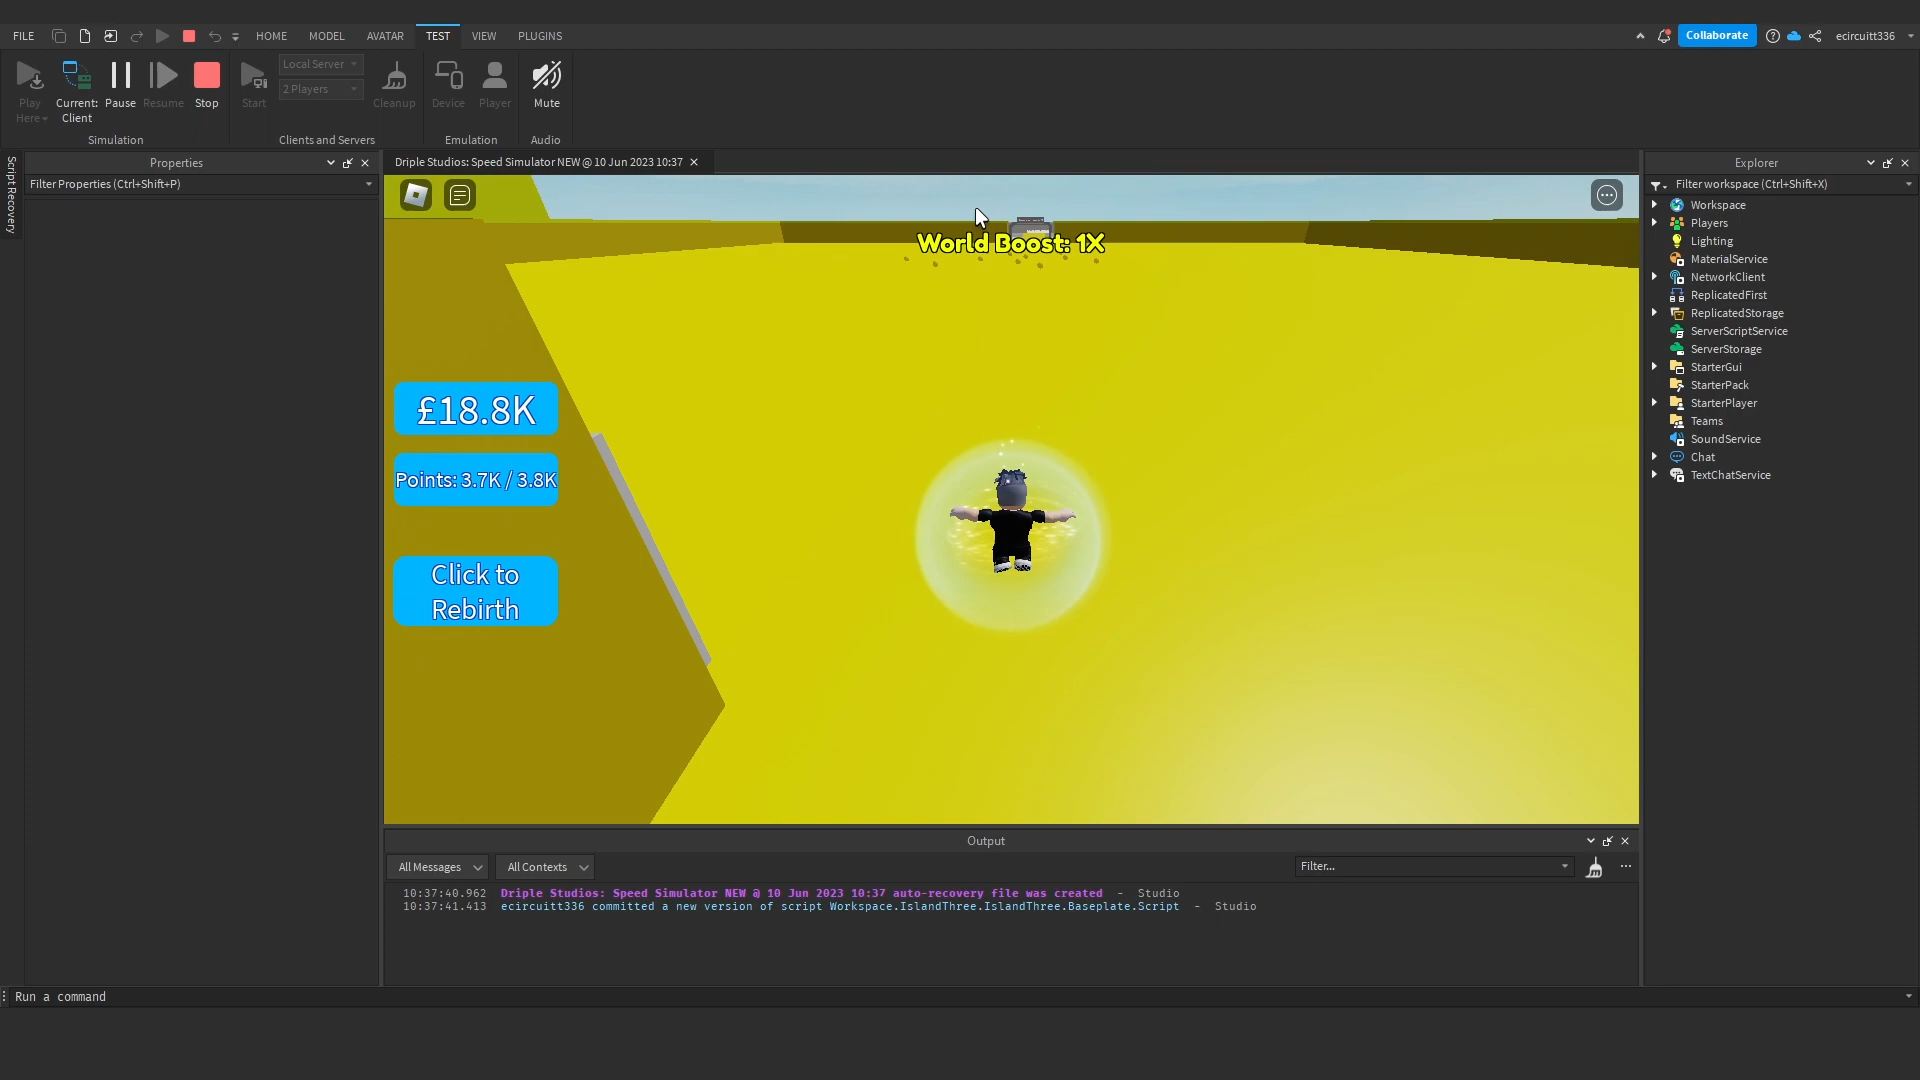 FILE
HOME
MODEL
AVATAR
TEST
VIEW
PLUGINS
Collaborate
ecircuitt336
Play
Here
Current:
Client
Pause
Resume
Stop
Start
Local Server
2 Players
Cleanup
Device
Player
Mute
Simulation
Clients and Servers
Emulation
Audio
Script Recovery
Properties
Filter Properties (Ctrl+Shift+P)
Driple Studios: Speed Simulator NEW @ 10 Jun 2023 10:37
World Boost: 1X
£18.8K
Points: 3.7K / 3.8K
Click to
Rebirth
Explorer
Filter workspace (Ctrl+Shift+X)
Workspace
Players
Lighting
MaterialService
NetworkClient
ReplicatedFirst
ReplicatedStorage
ServerScriptService
ServerStorage
StarterGui
StarterPack
StarterPlayer
Teams
SoundService
Chat
TextChatService
Output
All Messages
All Contexts
Filter...
10:37:40.962 Driple Studios: Speed Simulator NEW @ 10 Jun 2023 10:37 auto-recovery file was created - Studio
10:37:41.413 ecircuitt336 committed a new version of script Workspace.IslandThree.IslandThree.Baseplate.Script - Studio
Run a command